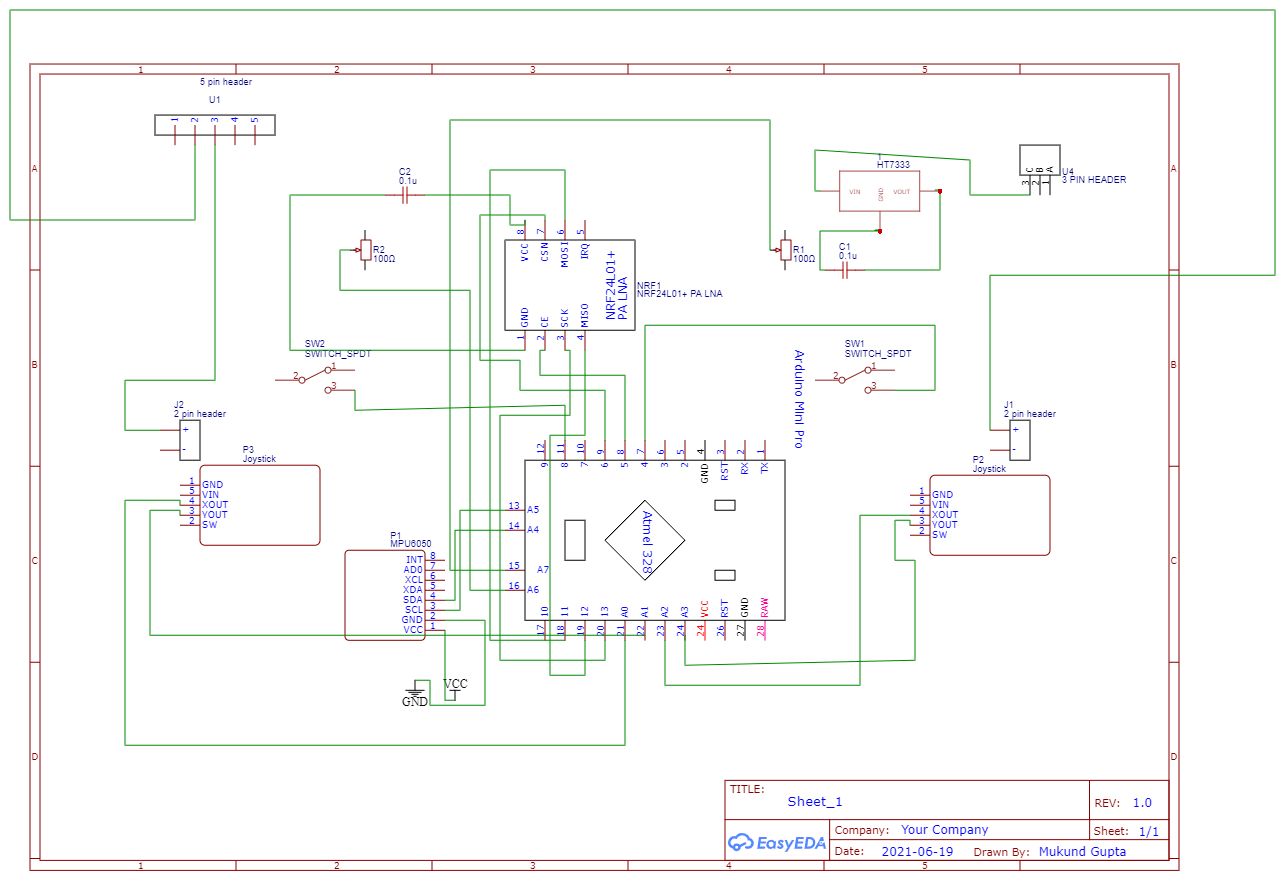 1 2 3 4 5
5 pin header
U1
1 2 3 4 5
A
A
C2
0.1u
HT7333
VIN GND VOUT
C B A
3 2 1
U4
3 PIN HEADER
R2
100Ω
8 7 6 5
VCC CSN MOSI IRQ
NRF24L01+
PA LNA
GND CE SCK MISO
1 2 3 4
NRF1
NRF24L01+ PA LNA
R1
100Ω
C1
0.1u
B
B
SW2
SWITCH_SPDT
2 1
3
SW1
SWITCH_SPDT
2 1
3
Arduino Mini Pro
J2
2 pin header
+
-
J1
2 pin header
+
-
P3
Joystick
1 GND
5 VIN
4 XOUT
3 YOUT
2 SW
P2
Joystick
1 GND
5 VIN
4 XOUT
3 YOUT
2 SW
12 11 10 9 8 7 6 5 4 3 2 1
9 8 7 6 5 4 3 2 GND RST RX TX
13 A5
14 A4
15 A7
16 A6
Atmel 328
10 11 12 13 A0 A1 A2 A3 VCC RST GND RAW
17 18 19 20 21 22 23 24 24 26 27 28
C
C
P1
MPU6050
INT 8
AD0 7
XCL 6
XDA 5
SDA 4
SCL 3
GND 2
VCC 1
VCC
GND
D
D
TITLE:
Sheet_1
REV: 1.0
EasyEDA
Company: Your Company
Sheet: 1/1
Date: 2021-06-19 Drawn By: Mukund Gupta
1 2 3 4 5